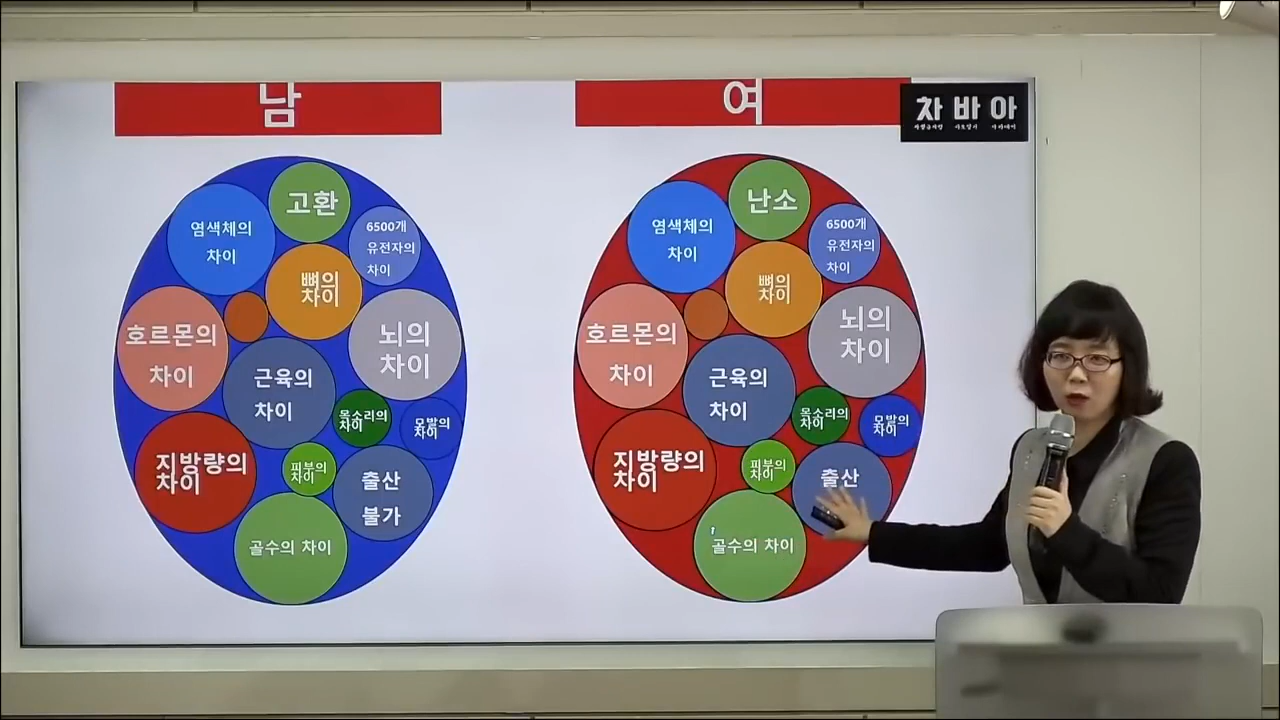 남
여
차바아
고환
염색체의
차이
6500개
유전자의
차이
뼈의
차이
호르몬의
차이
뇌의
차이
근육의
차이
목소리의
차이
모발의
차이
지방량의
차이
피부의
차이
출산
불가
골수의 차이
난소
염색체의
차이
6500개
유전자의
차이
뼈의
차이
호르몬의
차이
뇌의
차이
근육의
차이
목소리의
차이
모발의
차이
지방량의
차이
피부의
차이
출산
골수의 차이